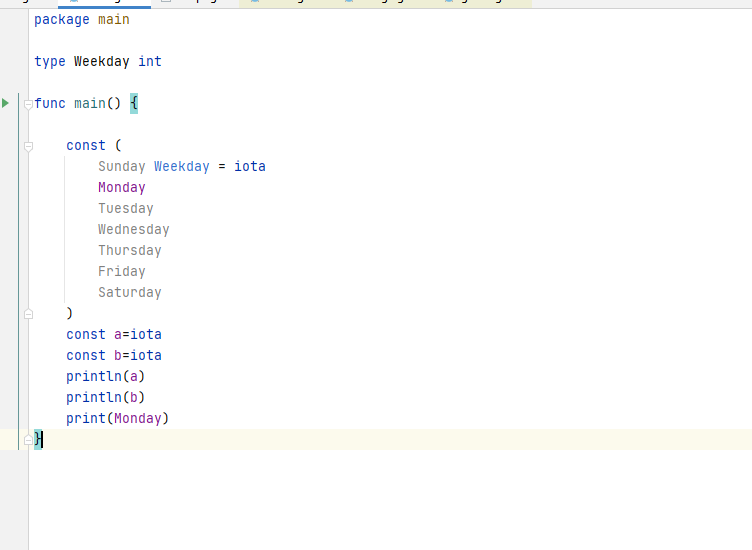 package main

type Weekday int

func main() {

    const (
        Sunday Weekday = iota
        Monday
        Tuesday
        Wednesday
        Thursday
        Friday
        Saturday
    )
    const a=iota
    const b=iota
    println(a)
    println(b)
    print(Monday)
}